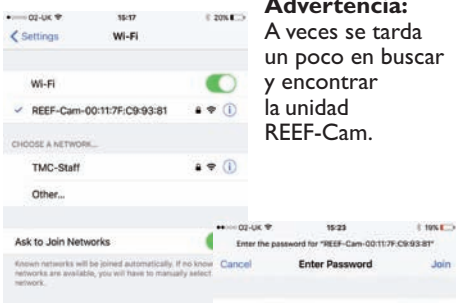 Advertencia:
A veces se tarda
un poco en buscar
y encontrar
la unidad
REEF-Cam.
O2-UK 15:17 20%
Settings Wi-Fi
Wi-Fi
REEF-Cam-00:11:7F:C9:93:81
CHOOSE A NETWORK...
TMC-Staff
Other...
Ask to Join Networks
Known networks will be joined automatically. If no know
networks are available, you will have to manually select
network.
O2-UK 15:23 19%
Enter the password for "REEF-Cam-00:11:7F:C9:93:81"
Cancel Enter Password Join